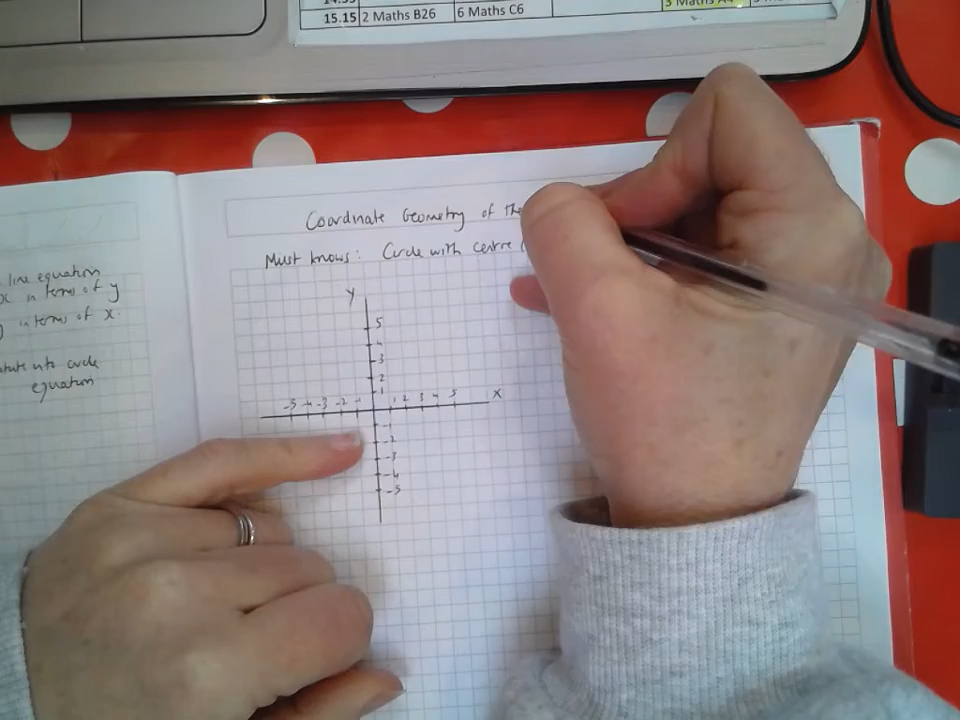 15.15 2 Maths B26 6 Maths C6 3 Maths
line equation
x in terms of y
in terms of x.
into circle
equation
Coordinate Geometry of the
Must knows: Circle with centre (
y
5
4
3
2
1
-5 -4 -3 -2 -1 1 2 3 4 5 x
-1
-2
-3
-4
-5